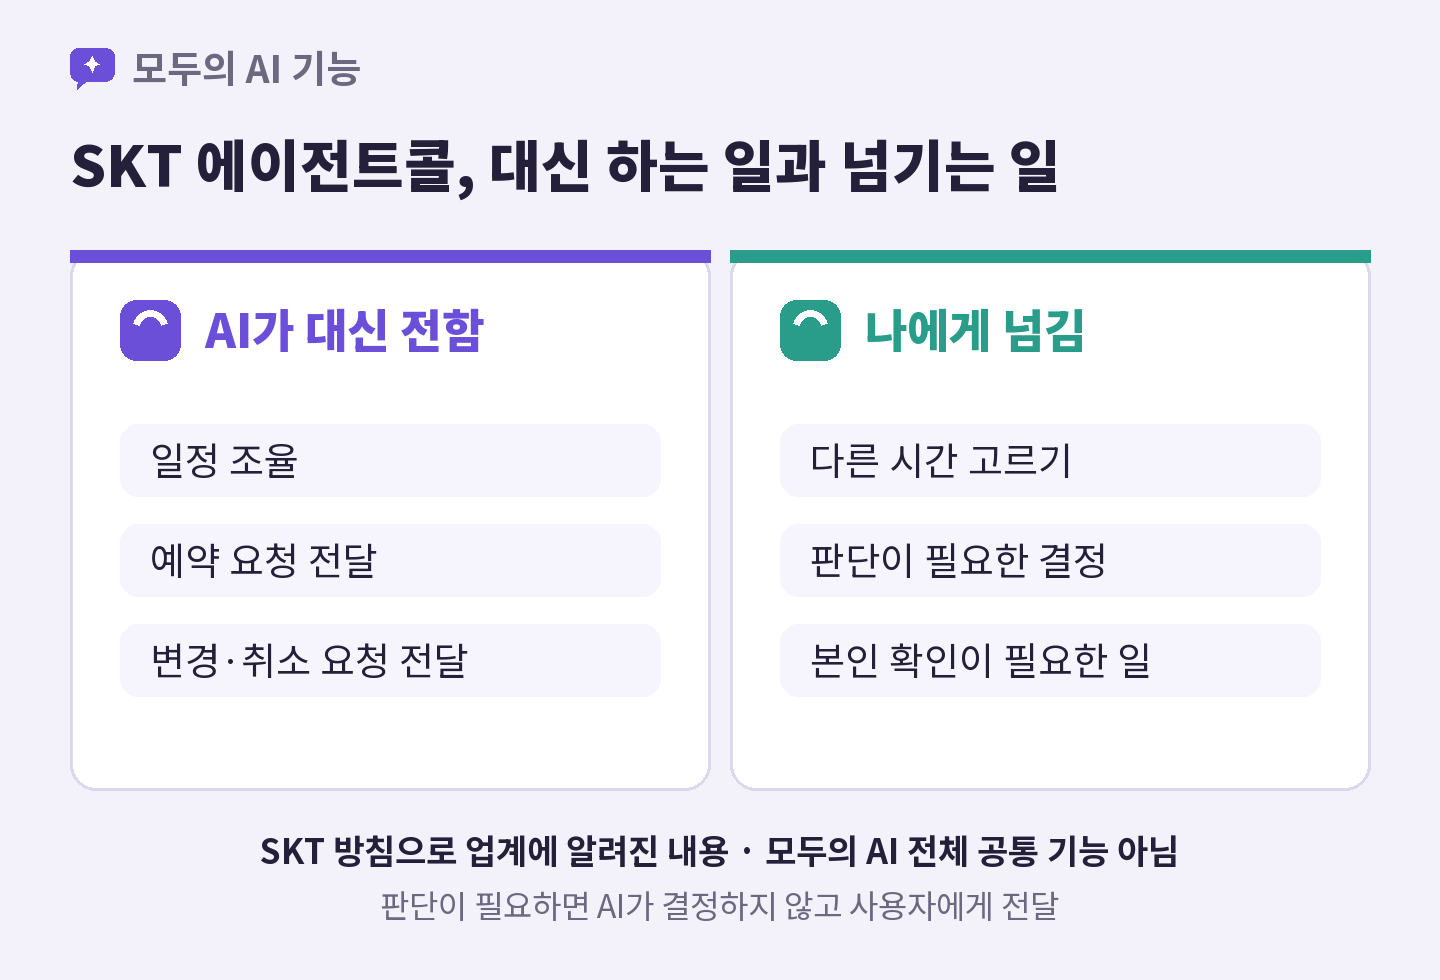 모두의 AI 기능
SKT 에이전트콜, 대신 하는 일과 넘기는 일
AI가 대신 전함
일정 조율
예약 요청 전달
변경·취소 요청 전달
나에게 넘김
다른 시간 고르기
판단이 필요한 결정
본인 확인이 필요한 일
SKT 방침으로 업계에 알려진 내용 · 모두의 AI 전체 공통 기능 아님
판단이 필요하면 AI가 결정하지 않고 사용자에게 전달